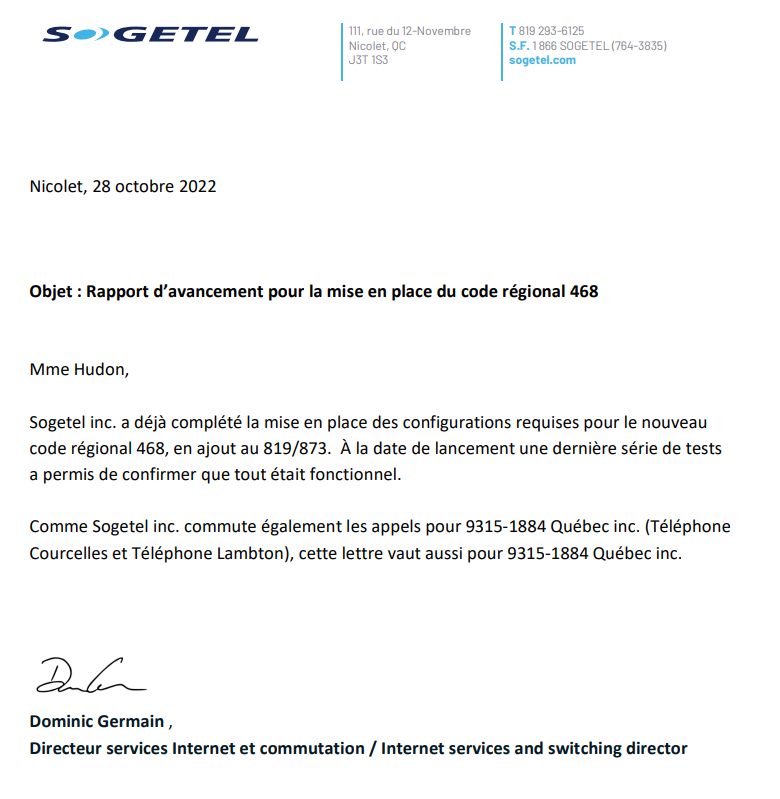 SOGETEL
111, rue du 12-Novembre
Nicolet, QC
J3T 1S3
T 819 293-6125
S.F. 1 866 SOGETEL (764-3835)
sogetel.com
Nicolet, 28 octobre 2022
Objet : Rapport d’avancement pour la mise en place du code régional 468
Mme Hudon,
Sogetel inc. a déjà complété la mise en place des configurations requises pour le nouveau
code régional 468, en ajout au 819/873.  À la date de lancement une dernière série de tests
a permis de confirmer que tout était fonctionnel.
Comme Sogetel inc. commute également les appels pour 9315-1884 Québec inc. (Téléphone
Courcelles et Téléphone Lambton), cette lettre vaut aussi pour 9315-1884 Québec inc.
Dominic Germain ,
Directeur services Internet et commutation / Internet services and switching director